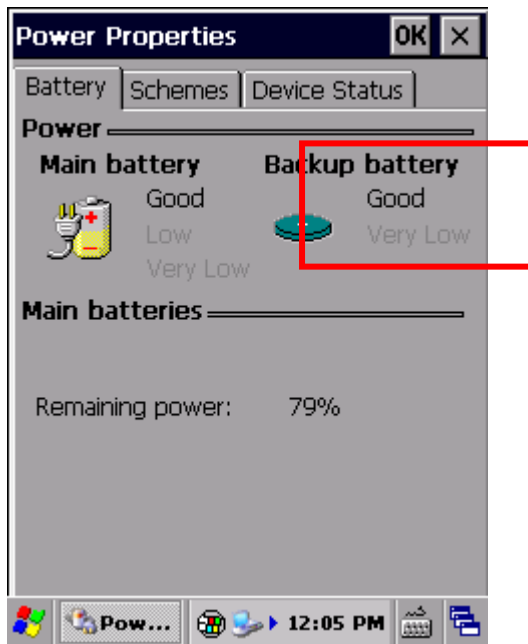 Power Properties OK ×
Battery Schemes Device Status
Power
Main battery Backup battery
Good Good
Low Very Low
Very Low
Main batteries
Remaining power: 79%
Pow... 12:05 PM